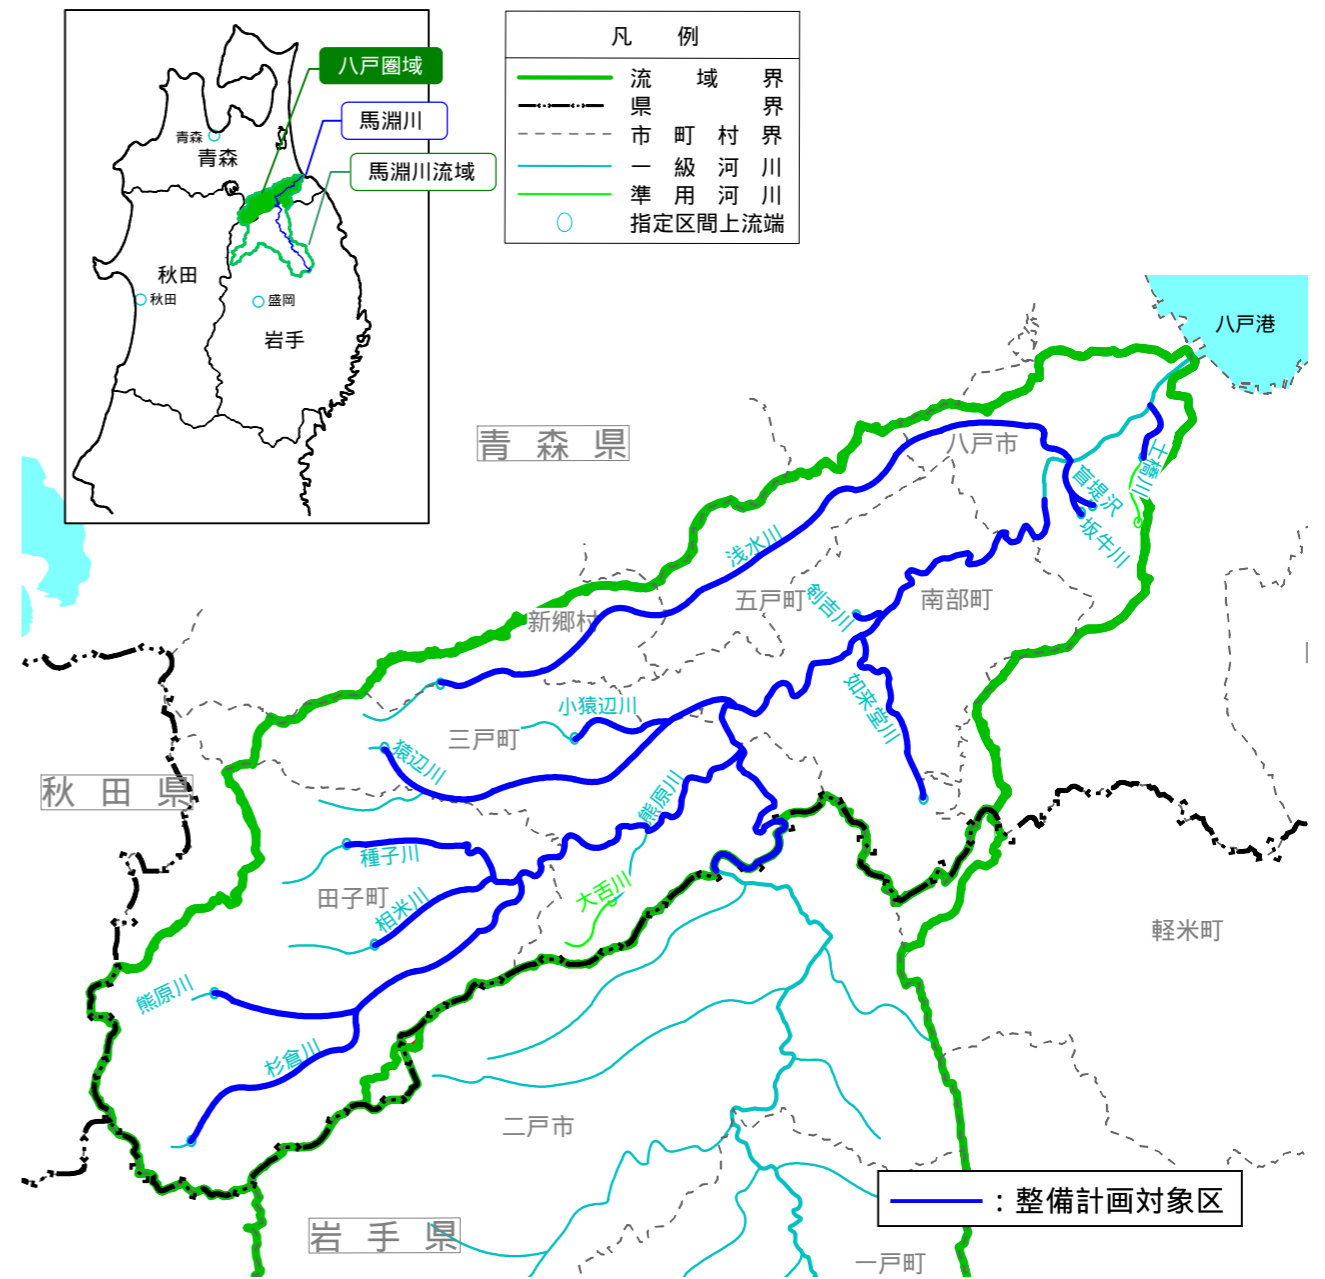 八戸圏域
馬淵川
馬淵川流域
青森
青森
秋田
秋田
盛岡
岩手
凡 例
流域界
県界
市町村界
一級河川
準用河川
指定区間上流端
八戸港
青森県
八戸市
土橋川
盲堤沢
坂牛川
浅水川
五戸町
剣吉川
南部町
新郷村
如来堂川
小猿辺川
三戸町
猿辺川
秋田県
熊原川
種子川
田子町
相米川
大舌川
軽米町
熊原川
杉倉川
二戸市
岩手県
一戸町
：整備計画対象区